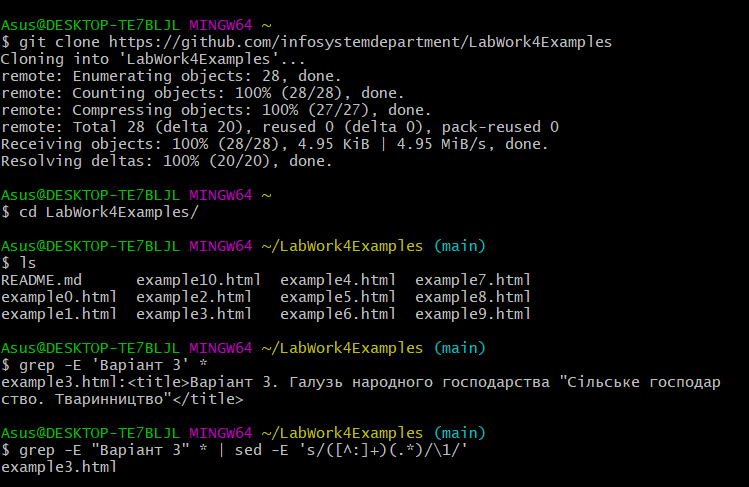 Asus@DESKTOP-TE7BLJL MINGW64 ~
$ git clone https://github.com/infosystemdepartment/LabWork4Examples
Cloning into 'LabWork4Examples'...
remote: Enumerating objects: 28, done.
remote: Counting objects: 100% (28/28), done.
remote: Compressing objects: 100% (27/27), done.
remote: Total 28 (delta 20), reused 0 (delta 0), pack-reused 0
Receiving objects: 100% (28/28), 4.95 KiB | 4.95 MiB/s, done.
Resolving deltas: 100% (20/20), done.
Asus@DESKTOP-TE7BLJL MINGW64 ~
$ cd LabWork4Examples/
Asus@DESKTOP-TE7BLJL MINGW64 ~/LabWork4Examples (main)
$ ls
README.md      example10.html  example4.html  example7.html
example0.html  example2.html   example5.html  example8.html
example1.html  example3.html   example6.html  example9.html
Asus@DESKTOP-TE7BLJL MINGW64 ~/LabWork4Examples (main)
$ grep -E 'Варіант 3' *
example3.html:<title>Варіант 3. Галузь народного господарства "Сільське господар
ство. Тваринництво"</title>
Asus@DESKTOP-TE7BLJL MINGW64 ~/LabWork4Examples (main)
$ grep -E "Варіант 3" * | sed -E 's/([^:]+)(.*)/\1/'
example3.html